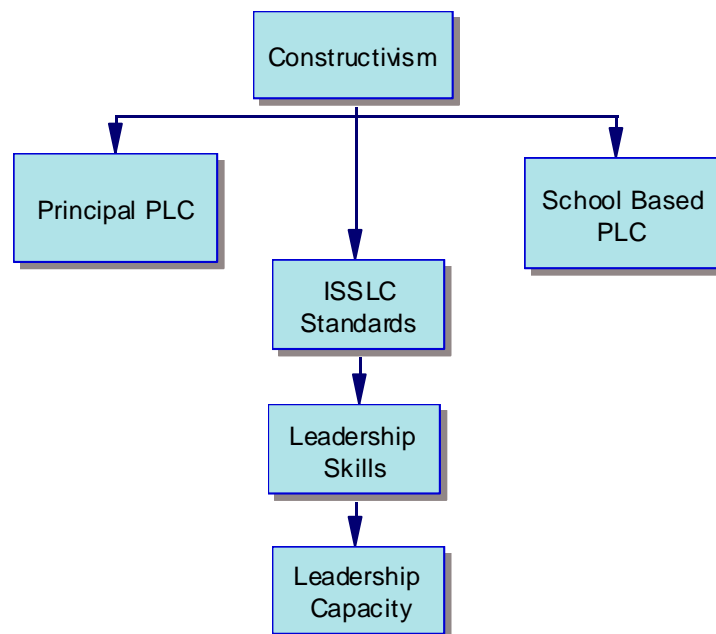 Constructivism
Principal PLC
School Based
PLC
ISSLC
Standards
Leadership
Skills
Leadership
Capacity